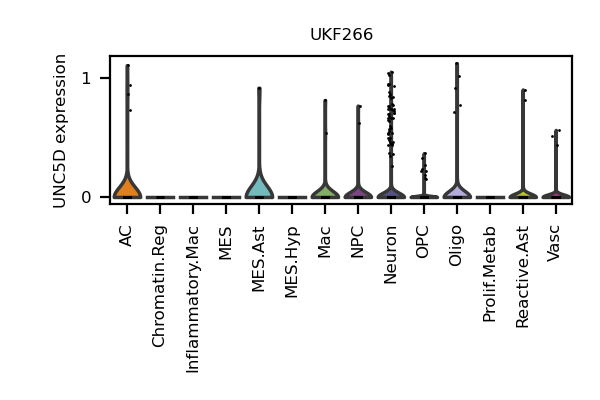 UKF266
UNC5D expression
1
0
AC
Chromatin.Reg
Inflammatory.Mac
MES
MES.Ast
MES.Hyp
Mac
NPC
Neuron
OPC
Oligo
Prolif.Metab
Reactive.Ast
Vasc